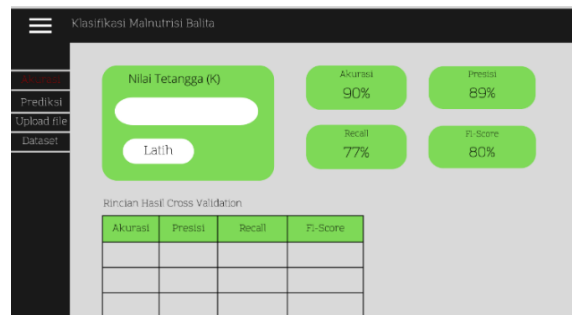 Klasifikasi Malnutrisi Balita
Akurasi
Prediksi
Upload file
Dataset
Nilai Tetangga (K)
Latih
Akurasi
90%
Presisi
89%
Recall
77%
F1-Score
80%
Rincian Hasil Cross Validation
Akurasi Presisi Recall F1-Score